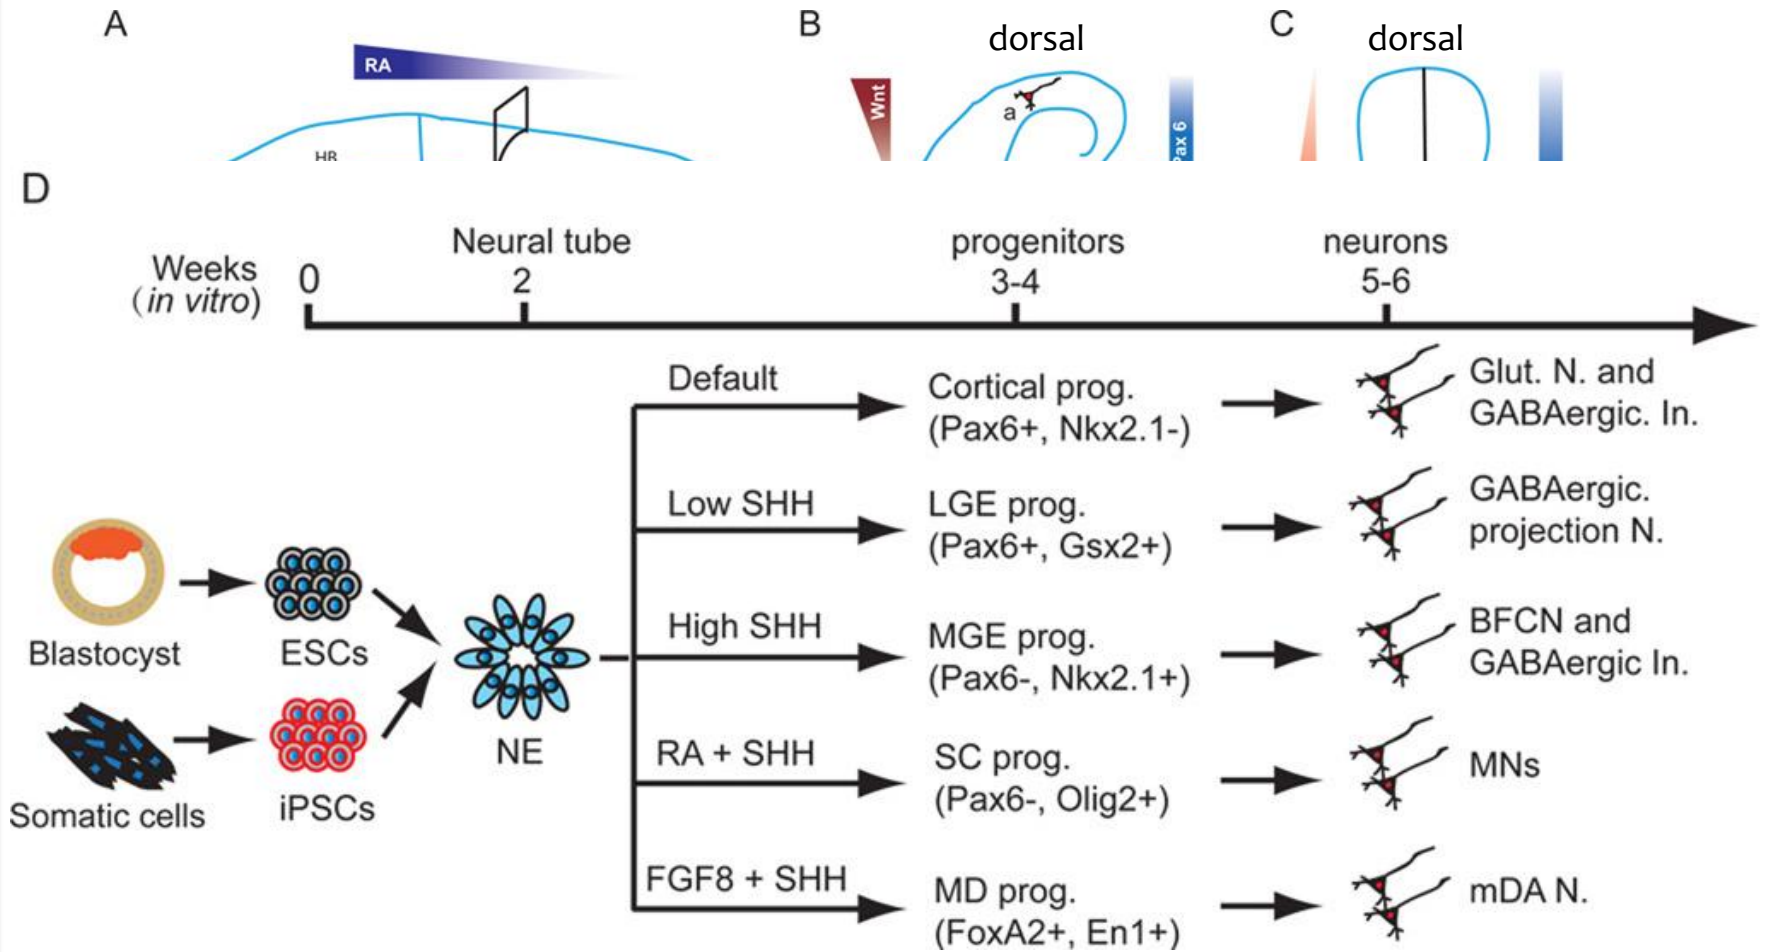 A
RA
HB
B
dorsal
Wnt
a
Pax 6
C
dorsal
D
Weeks
(in vitro)
0
Neural tube
2
progenitors
3-4
neurons
5-6
Default
Cortical prog.
(Pax6+, Nkx2.1-)
Glut. N. and
GABAergic. In.
Low SHH
LGE prog.
(Pax6+, Gsx2+)
GABAergic.
projection N.
High SHH
MGE prog.
(Pax6-, Nkx2.1+)
BFCN and
GABAergic In.
RA + SHH
SC prog.
(Pax6-, Olig2+)
MNs
FGF8 + SHH
MD prog.
(FoxA2+, En1+)
mDA N.
Blastocyst
ESCs
Somatic cells
iPSCs
NE